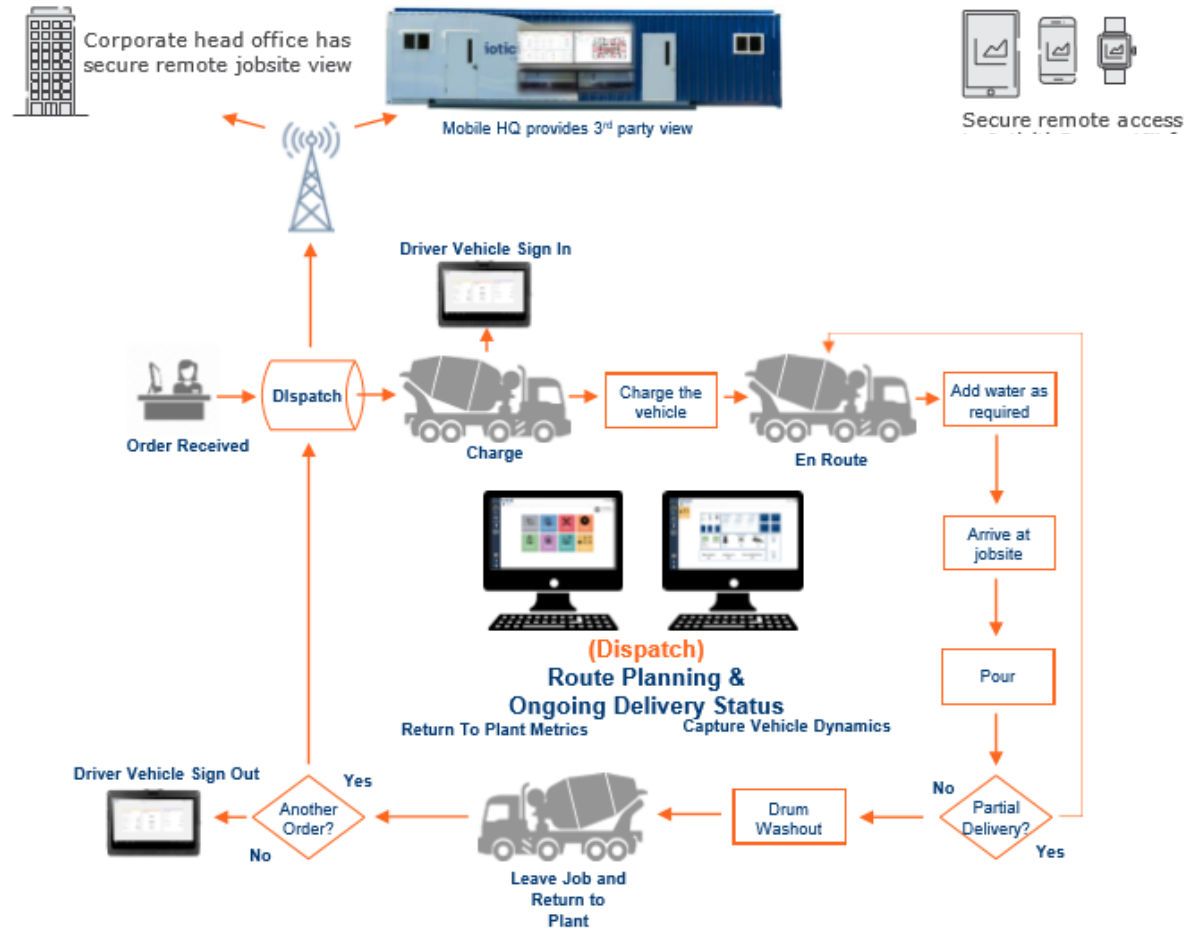 Corporate head office has
secure remote jobsite view
iotic
Mobile HQ provides 3rd party view
Secure remote access
Driver Vehicle Sign In
Order Received
DIspatch
Charge
Charge the
vehicle
En Route
Add water as
required
Arrive at
jobsite
Pour
(Dispatch)
Route Planning &
Ongoing Delivery Status
Return To Plant Metrics
Capture Vehicle Dynamics
Driver Vehicle Sign Out
Another
Order?
Yes
No
Leave Job and
Return to
Plant
Drum
Washout
No
Partial
Delivery?
Yes